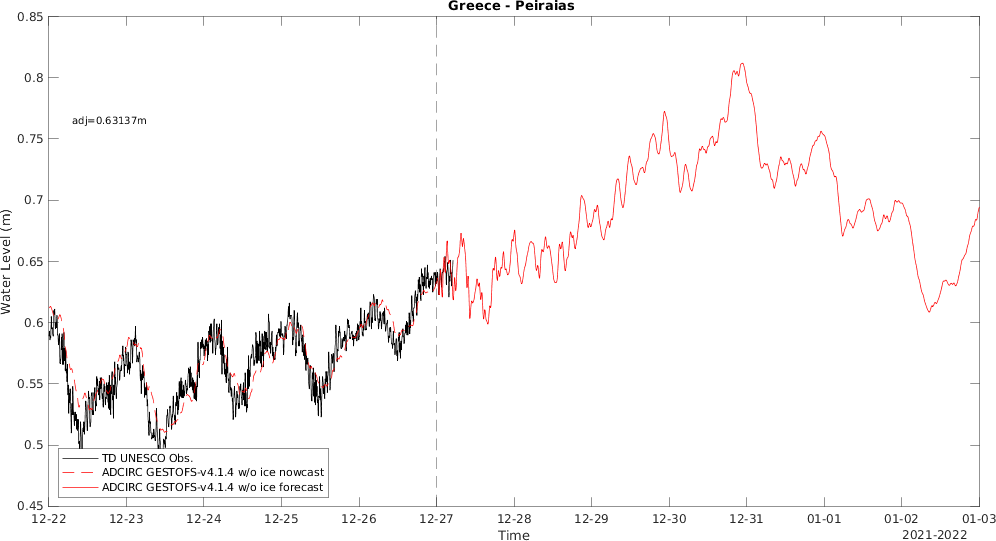 Greece - Peiraias
0.85
0.8
0.75
0.7
0.65
0.6
0.55
0.5
0.45
Water Level (m)
adj=0.63137m
TD UNESCO Obs.
ADCIRC GESTOFS-v4.1.4 w/o ice nowcast
ADCIRC GESTOFS-v4.1.4 w/o ice forecast
12-22 12-23 12-24 12-25 12-26 12-27 12-28 12-29 12-30 12-31 01-01 01-02 01-03
Time
2021-2022